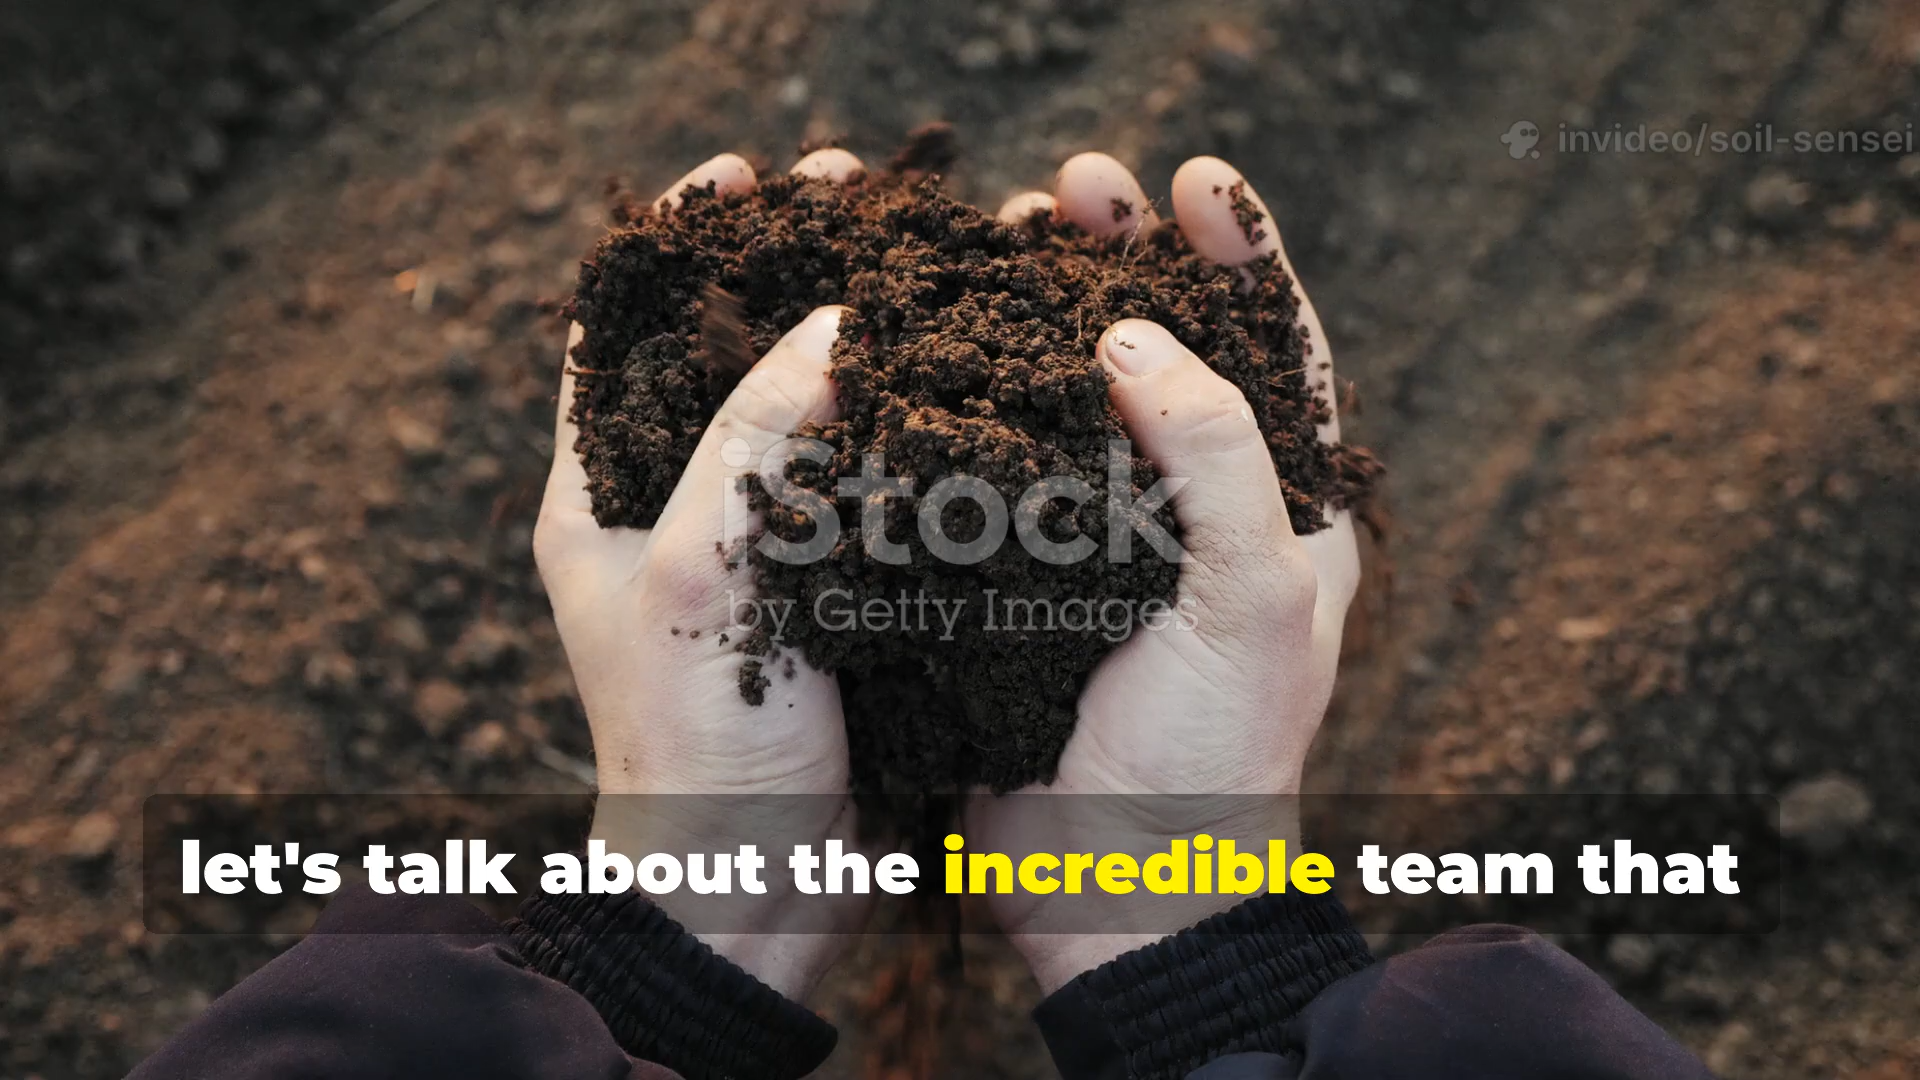 invideo/soil-sensei
iStock
by Getty Images
let's talk about the incredible team that